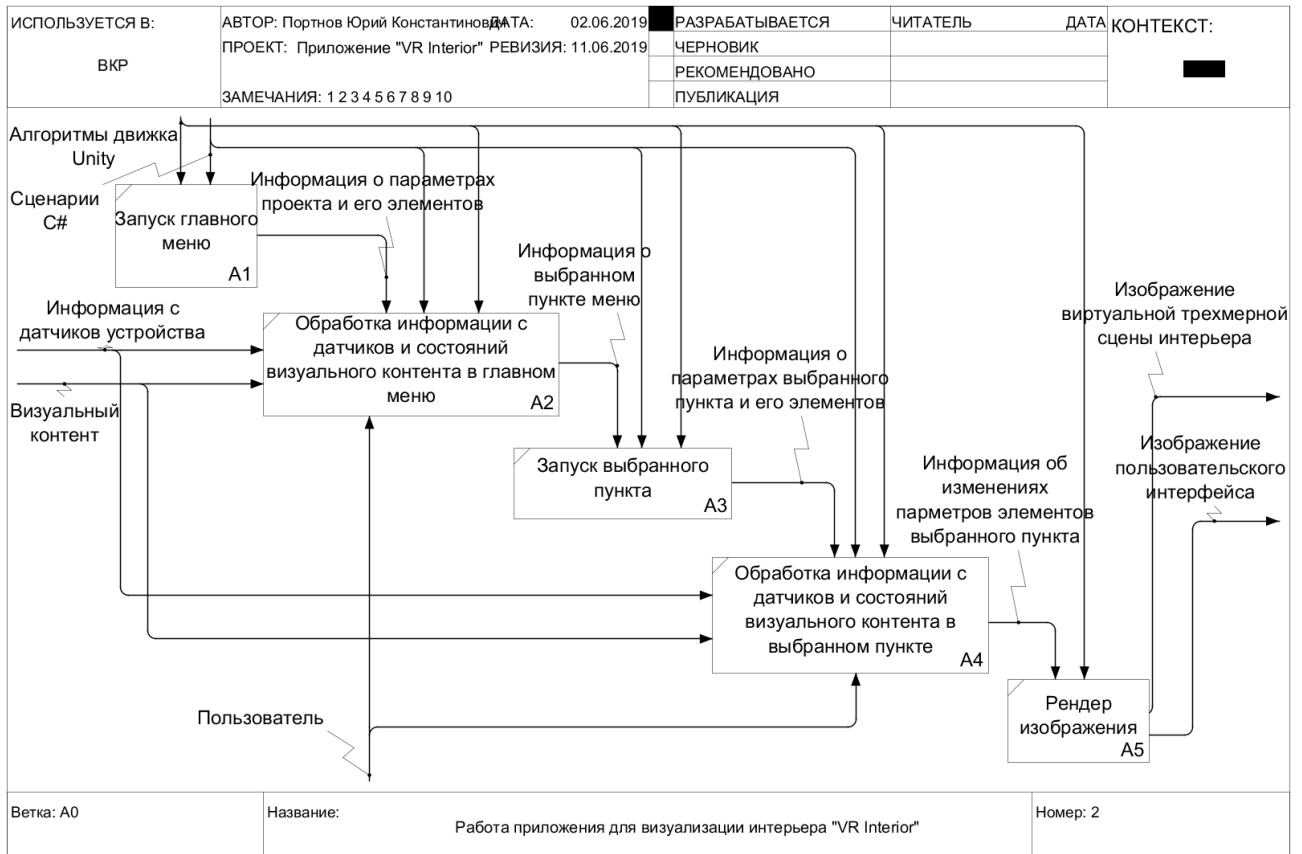 ИСПОЛЬЗУЕТСЯ В:
ВКР
АВТОР: Портнов Юрий Константинович
ДАТА: 02.06.2019
ПРОЕКТ: Приложение "VR Interior" РЕВИЗИЯ: 11.06.2019
ЗАМЕЧАНИЯ: 1 2 3 4 5 6 7 8 9 10
РАЗРАБАТЫВАЕТСЯ
ЧЕРНОВИК
РЕКОМЕНДОВАНО
ПУБЛИКАЦИЯ
ЧИТАТЕЛЬ
ДАТА
КОНТЕКСТ:
Алгоритмы движка
Unity
Сценарии
C#
Запуск главного
меню
A1
Информация о параметрах
проекта и его элементов
Информация с
датчиков устройства
Визуальный
контент
Обработка информации с
датчиков и состояний
визуального контента в главном
меню
A2
Информация о
выбранном
пункте меню
Запуск выбранного
пункта
A3
Информация о
параметрах выбранного
пункта и его элементов
Обработка информации с
датчиков и состояний
визуального контента в
выбранном пункте
A4
Информация об
изменениях
парметров элементов
выбранного пункта
Рендер
изображения
A5
Изображение
виртуальной трехмерной
сцены интерьера
Изображение
пользовательского
интерфейса
Пользователь
Ветка: A0
Название:
Работа приложения для визуализации интерьера "VR Interior"
Номер: 2